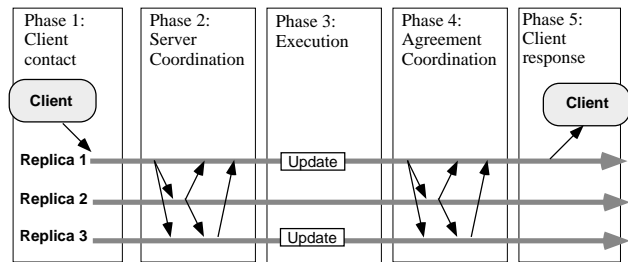 Phase 1:
Client
contact
Phase 2:
Server
Coordination
Phase 3:
Execution
Phase 4:
Agreement
Coordination
Phase 5:
Client
response
Client
Client
Replica 1
Update
Replica 2
Replica 3
Update